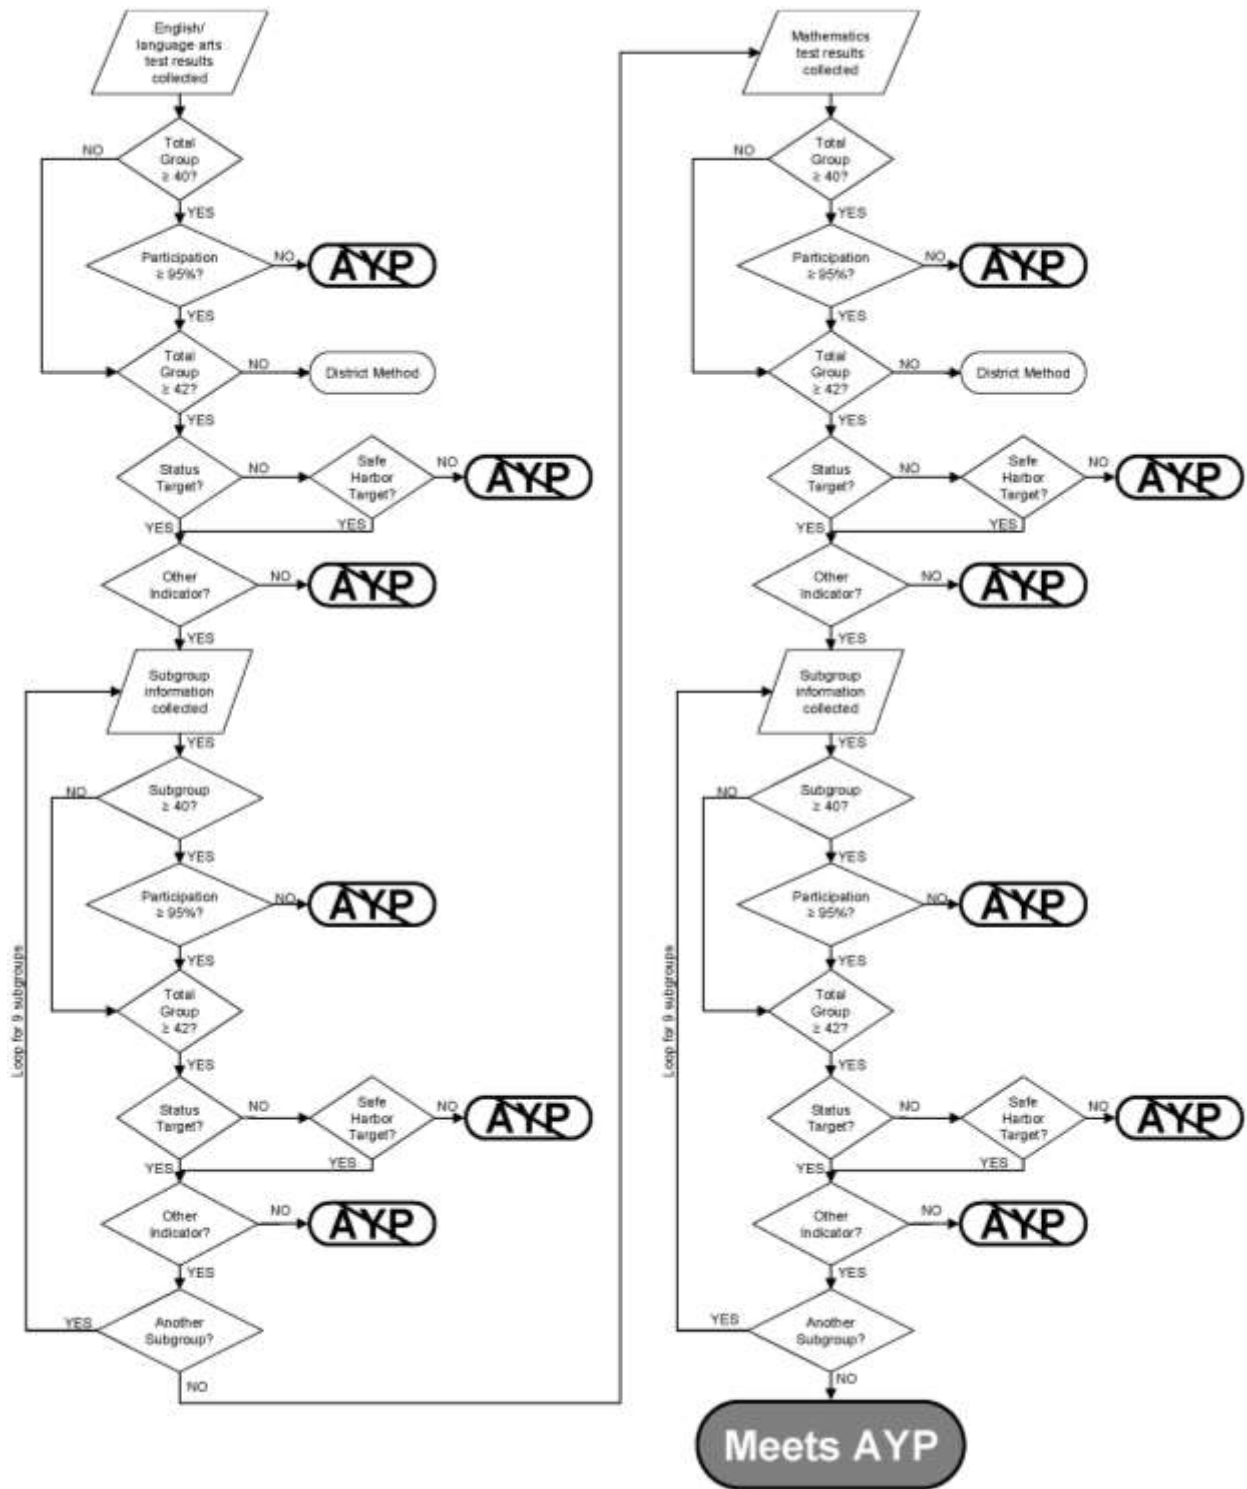 English/
language arts
test results
collected
Total
Group
≥ 40?
NO
YES
Participation
≥ 95%?
NO
AYP
YES
Total
Group
≥ 42?
NO
District Method
YES
Status
Target?
NO
Safe
Harbor
Target?
NO
AYP
YES
YES
Other
Indicator?
NO
AYP
YES
Subgroup
information
collected
YES
Subgroup
≥ 40?
NO
YES
Participation
≥ 95%?
NO
AYP
YES
Total
Group
≥ 42?
YES
Status
Target?
NO
Safe
Harbor
Target?
NO
AYP
YES
YES
Other
Indicator?
NO
AYP
YES
Another
Subgroup?
YES
Loop for 9 subgroups
NO
Mathematics
test results
collected
Total
Group
≥ 40?
NO
YES
Participation
≥ 95%?
NO
AYP
YES
Total
Group
≥ 42?
NO
District Method
YES
Status
Target?
NO
Safe
Harbor
Target?
NO
AYP
YES
YES
Other
Indicator?
NO
AYP
YES
Subgroup
information
collected
YES
Subgroup
≥ 40?
NO
YES
Participation
≥ 95%?
NO
AYP
YES
Total
Group
≥ 42?
YES
Status
Target?
NO
Safe
Harbor
Target?
NO
AYP
YES
YES
Other
Indicator?
NO
AYP
YES
Another
Subgroup?
YES
Loop for 9 subgroups
NO
Meets AYP